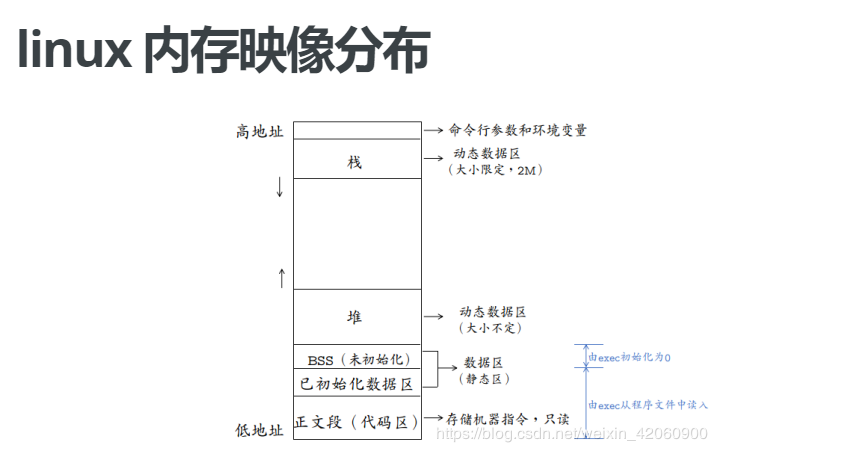 linux 内存映像分布
高地址
命令行参数和环境变量
栈
动态数据区
（大小限定，2M）
堆
动态数据区
（大小不定）
BSS（未初始化）
数据区
（静态区）
由exec初始化为0
已初始化数据区
由exec从程序文件中读入
正文段（代码区）
存储机器指令，只读
低地址
https://blog.csdn.net/weixin_42060900